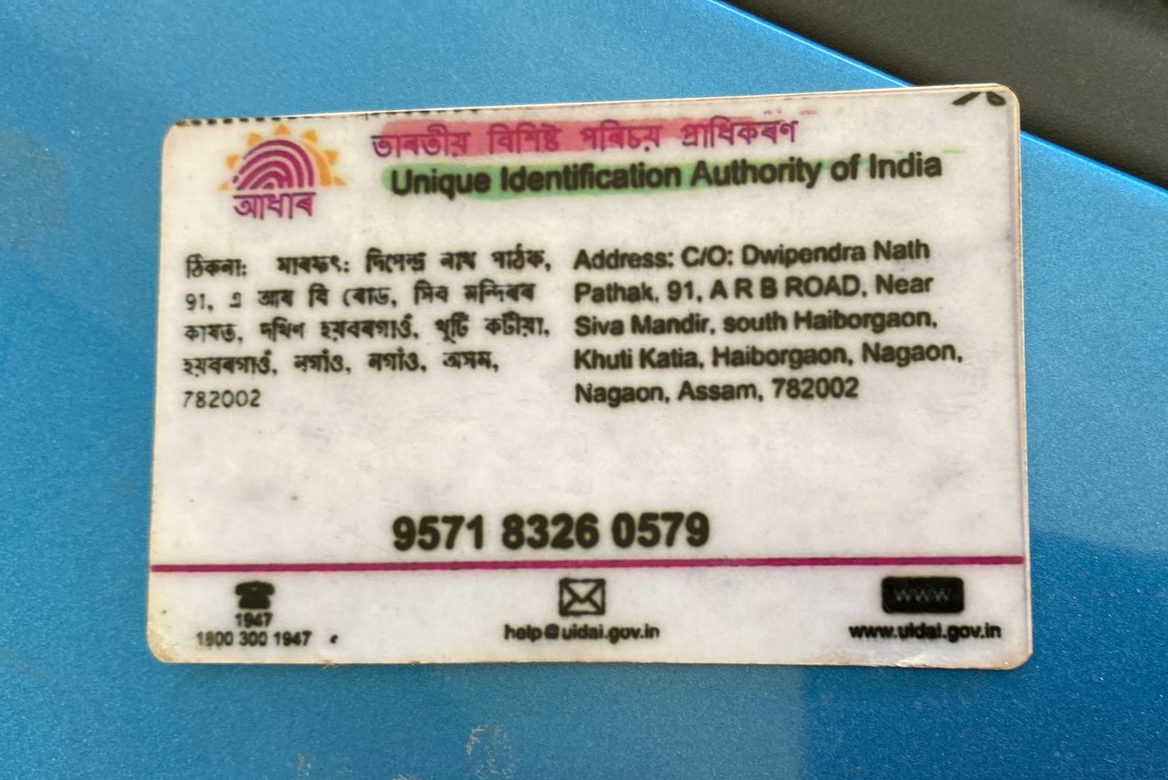 ভাৰতীয় বিশিষ্ট পৰিচয় প্ৰাধিকৰণ
Unique Identification Authority of India
আধাৰ
ঠিকনা: মাৰফৎ: দিপেন্দ্ৰ নাথ পাঠক,
91, এ আৰ বি ৰোড, সিব মন্দিৰৰ
কাষত, দখিণ হয়বৰগাওঁ, খুটি কটীয়া,
হয়বৰগাওঁ, নগাঁও, নগাঁও, অসম,
782002
Address: C/O: Dwipendra Nath
Pathak, 91, A R B ROAD, Near
Siva Mandir, south Haiborgaon,
Khuti Katia, Haiborgaon, Nagaon,
Nagaon, Assam, 782002
9571 8326 0579
1947
1800 300 1947
help@uidai.gov.in
www
www.uidai.gov.in